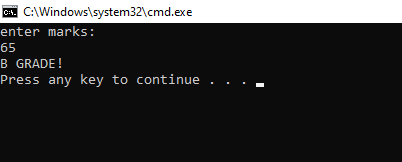 C:\Windows\system32\cmd.exe
enter marks:
65
B GRADE!
Press any key to continue . . .